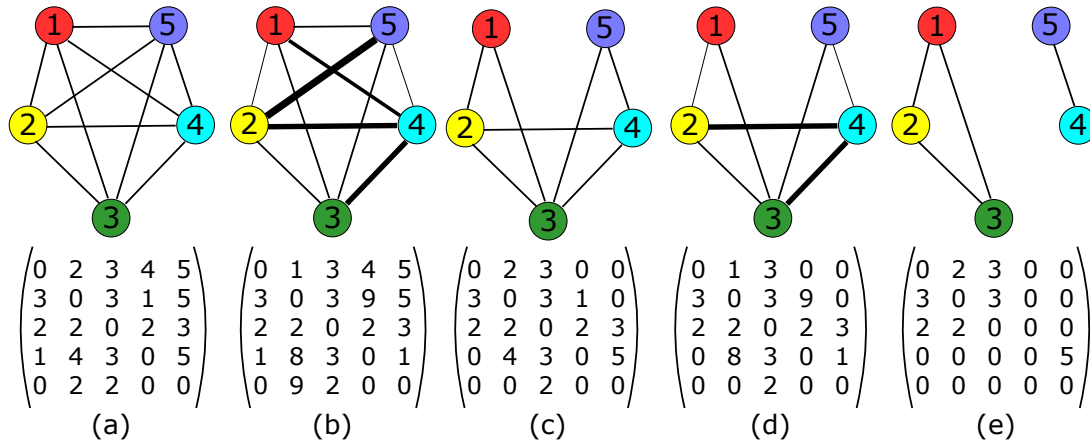 1 5 1 5 1 5 1 5 1 5
2 4 2 4 2 4 2 4 2 4
3 3 3 3 3
0 2 3 4 5 0 1 3 4 5 0 2 3 0 0 0 1 3 0 0 0 2 3 0 0
3 0 3 1 5 3 0 3 9 5 3 0 3 1 0 3 0 3 9 0 3 0 3 0 0
2 2 0 2 3 2 2 0 2 3 2 2 0 2 3 2 2 0 2 3 2 2 0 0 0
1 4 3 0 5 1 8 3 0 1 0 4 3 0 5 0 8 3 0 1 0 0 0 0 5
0 2 2 0 0 0 9 2 0 0 0 0 2 0 0 0 0 2 0 0 0 0 0 0 0
(a) (b) (c) (d) (e)